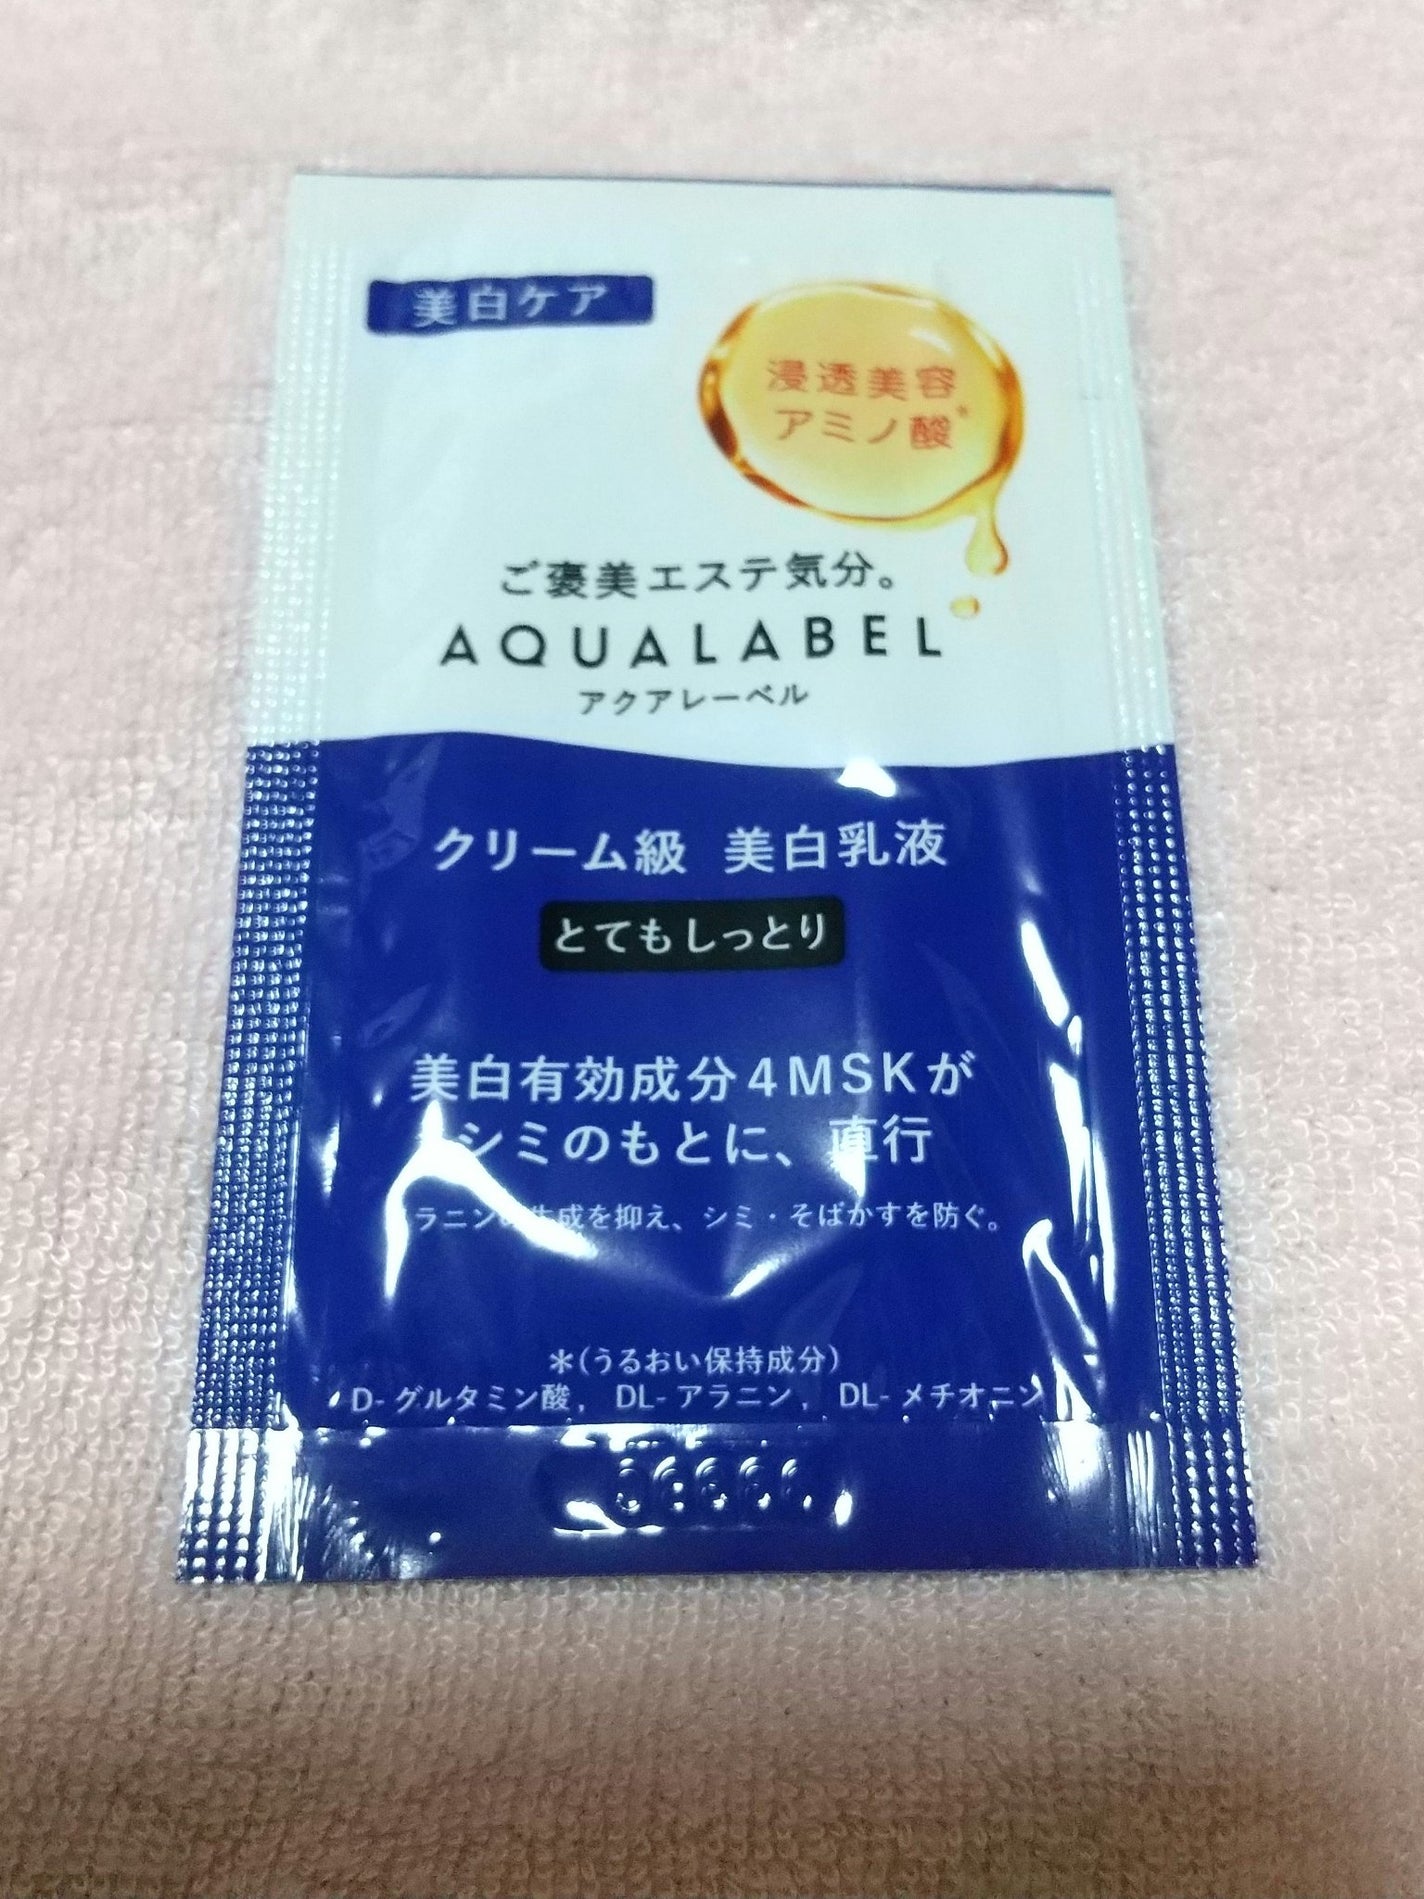 美白ケア
浸透美容
アミノ酸*
ご褒美エステ気分。
AQUALABEL
アクアレーベル
クリーム級 美白乳液
とてもしっとり
美白有効成分4MSKが
シミのもとに、直行
ラニンの生成を抑え、シミ・そばかすを防ぐ。
*(うるおい保持成分)
D-グルタミン酸, DL-アラニン, DL-メチオニン